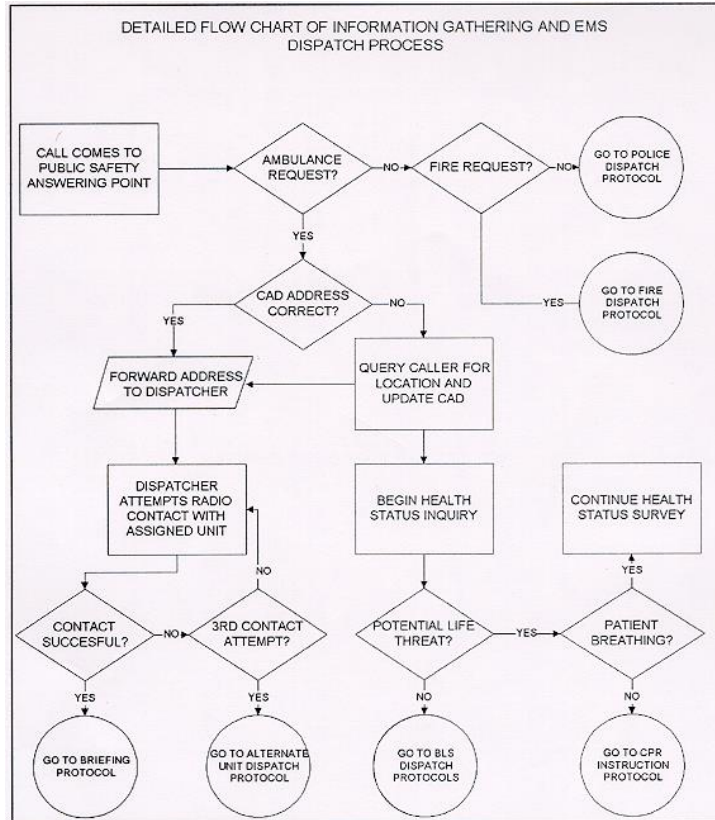 DETAILED FLOW CHART OF INFORMATION GATHERING AND EMS
DISPATCH PROCESS
CALL COMES TO
PUBLIC SAFETY
ANSWERING POINT
AMBULANCE
REQUEST?
NO
FIRE REQUEST?
NO
GO TO POLICE
DISPATCH
PROTOCOL
YES
YES
GO TO FIRE
DISPATCH
PROTOCOL
CAD ADDRESS
CORRECT?
YES
NO
FORWARD ADDRESS
TO DISPATCHER
QUERY CALLER FOR
LOCATION AND
UPDATE CAD
DISPATCHER
ATTEMPTS RADIO
CONTACT WITH
ASSIGNED UNIT
BEGIN HEALTH
STATUS INQUIRY
CONTINUE HEALTH
STATUS SURVEY
NO
YES
CONTACT
SUCCESFUL?
NO
3RD CONTACT
ATTEMPT?
POTENTIAL LIFE
THREAT?
YES
PATIENT
BREATHING?
YES
YES
NO
NO
GO TO BRIEFING
PROTOCOL
GO TO ALTERNATE
UNIT DISPATCH
PROTOCOL
GO TO BLS
DISPATCH
PROTOCOLS
GO TO CPR
INSTRUCTION
PROTOCOL